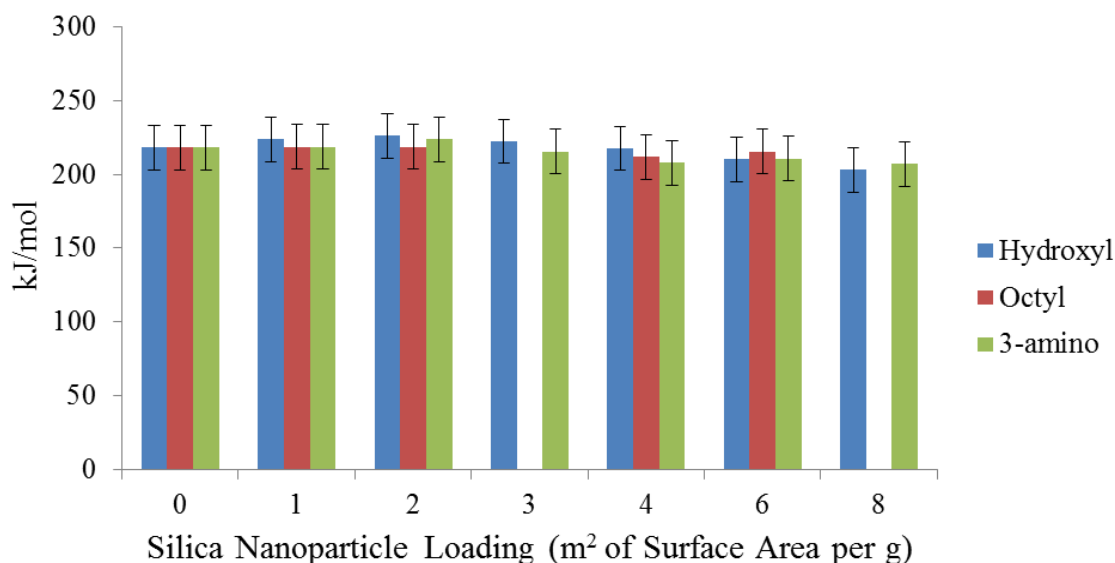 300
250
200
150
100
50
0
kJ/mol
0 1 2 3 4 6 8
Silica Nanoparticle Loading (m² of Surface Area per g)
Hydroxyl
Octyl
3-amino